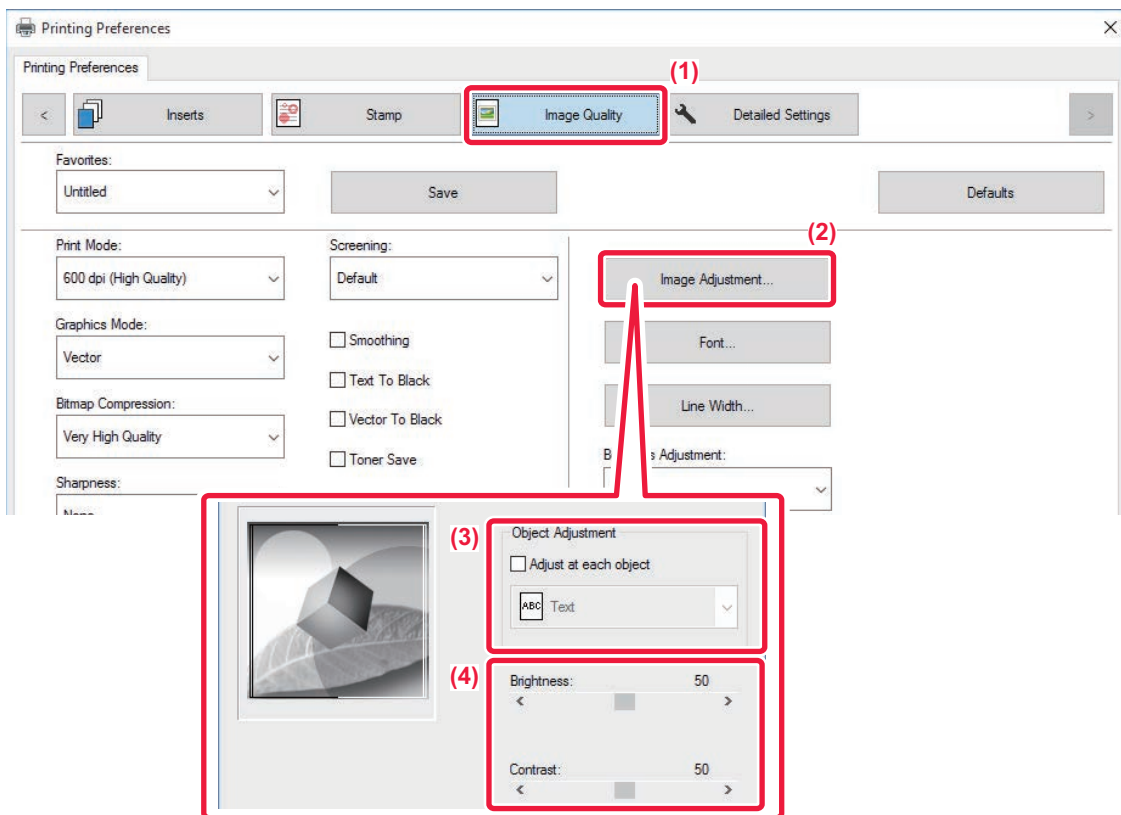 Printing Preferences
Printing Preferences
(1)
<
Inserts
Stamp
Image Quality
Detailed Settings
>
Favorites:
Untitled
Save
Defaults
(2)
Print Mode:
Screening:
600 dpi (High Quality)
Default
Image Adjustment...
Graphics Mode:
Smoothing
Font...
Vector
Text To Black
Bitmap Compression:
Vector To Black
Line Width...
Very High Quality
Toner Save
Adjustment:
Sharpness:
None
(3)
Object Adjustment
Adjust at each object
ABC Text
(4)
Brightness: 50
< >
Contrast: 50
< >